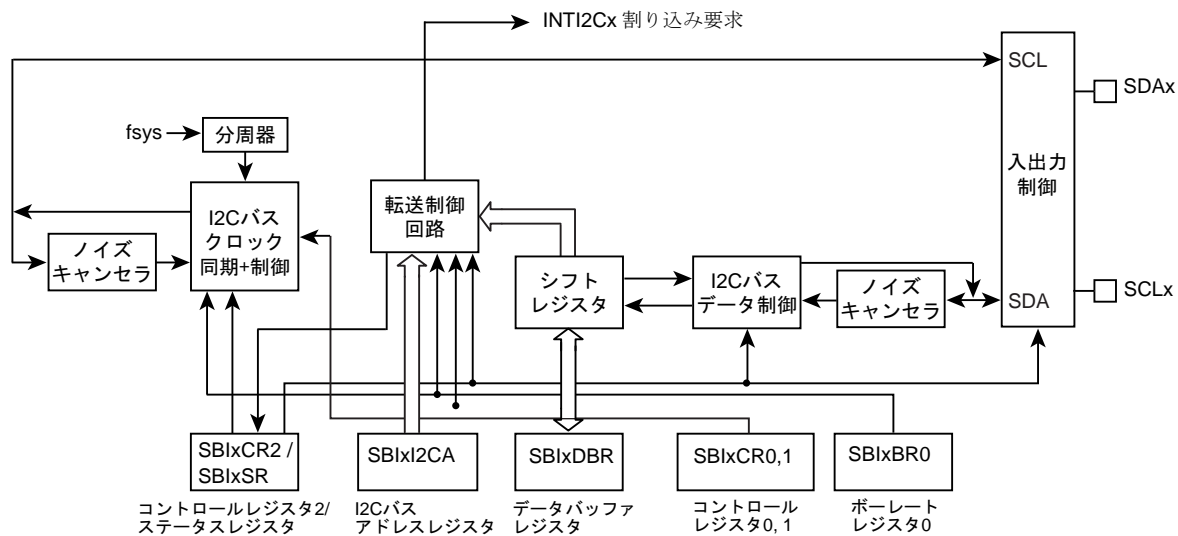 INTI2Cx 割り込み要求
SCL
SDAx
fsys
分周器
入出力
制御
I2Cバス
クロック
同期+制御
転送制御
回路
ノイズ
キャンセラ
シフト
レジスタ
I2Cバス
データ制御
ノイズ
キャンセラ
SDA
SCLx
SBIxCR2 /
SBIxSR
SBIxI2CA
SBIxDBR
SBIxCR0,1
SBIxBR0
コントロールレジスタ2/
ステータスレジスタ
I2Cバス
アドレスレジスタ
データバッファ
レジスタ
コントロール
レジスタ0, 1
ボーレート
レジスタ0